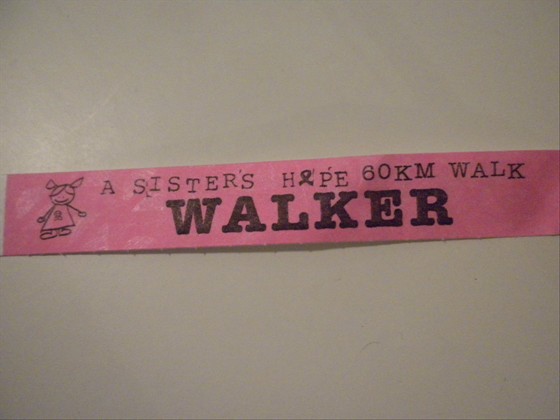 A SISTER'S HOPE 60KM WALK
WALKER